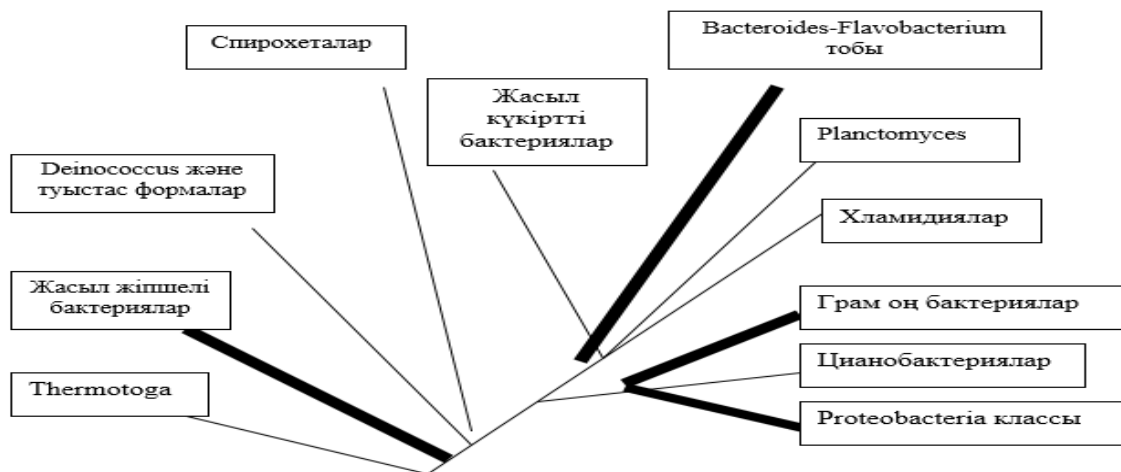 Спирохеталар
Bacteroides-Flavobacterium
тобы
Жасыл
күкіртті
бактериялар
Planctomyces
Deinococcus және
туыстас формалар
Хламидиялар
Жасыл жіпшелі
бактериялар
Грам оң бактериялар
Цианобактериялар
Thermotoga
Proteobacteria классы